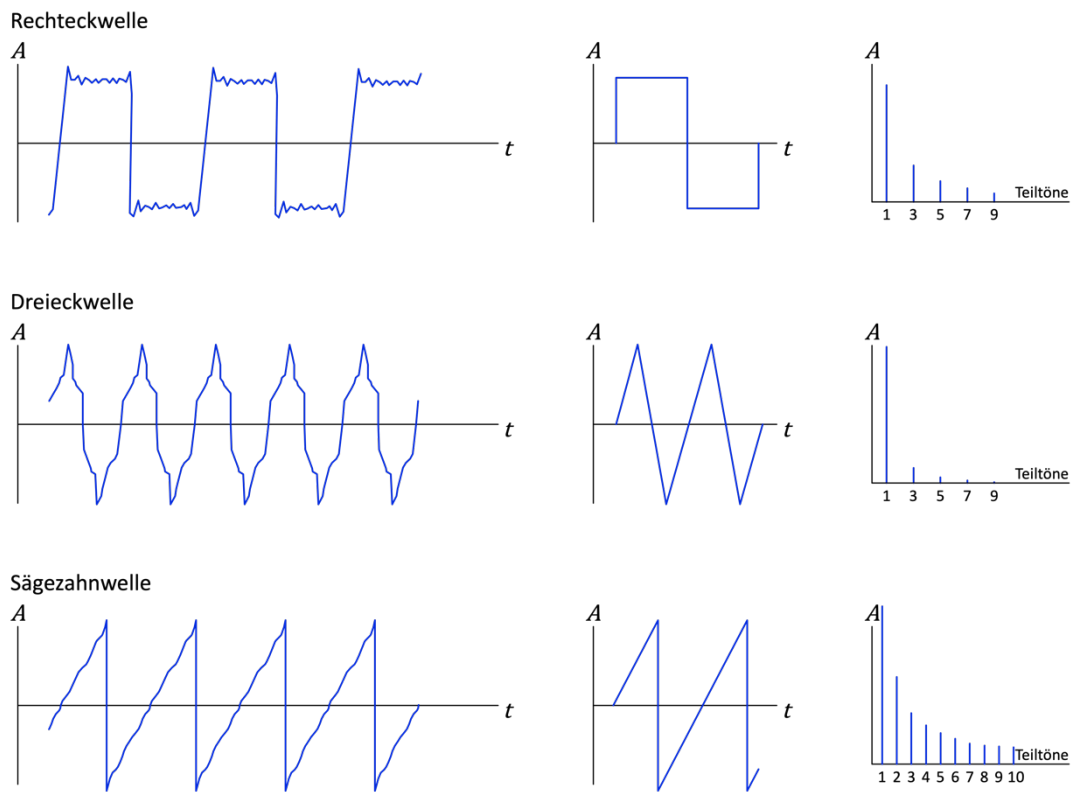 Rechteckwelle
A A A
t t Teiltöne
1 3 5 7 9
Dreieckwelle
A A A
t t Teiltöne
1 3 5 7 9
Sägezahnwelle
A A A
t t Teiltöne
1 2 3 4 5 6 7 8 9 10